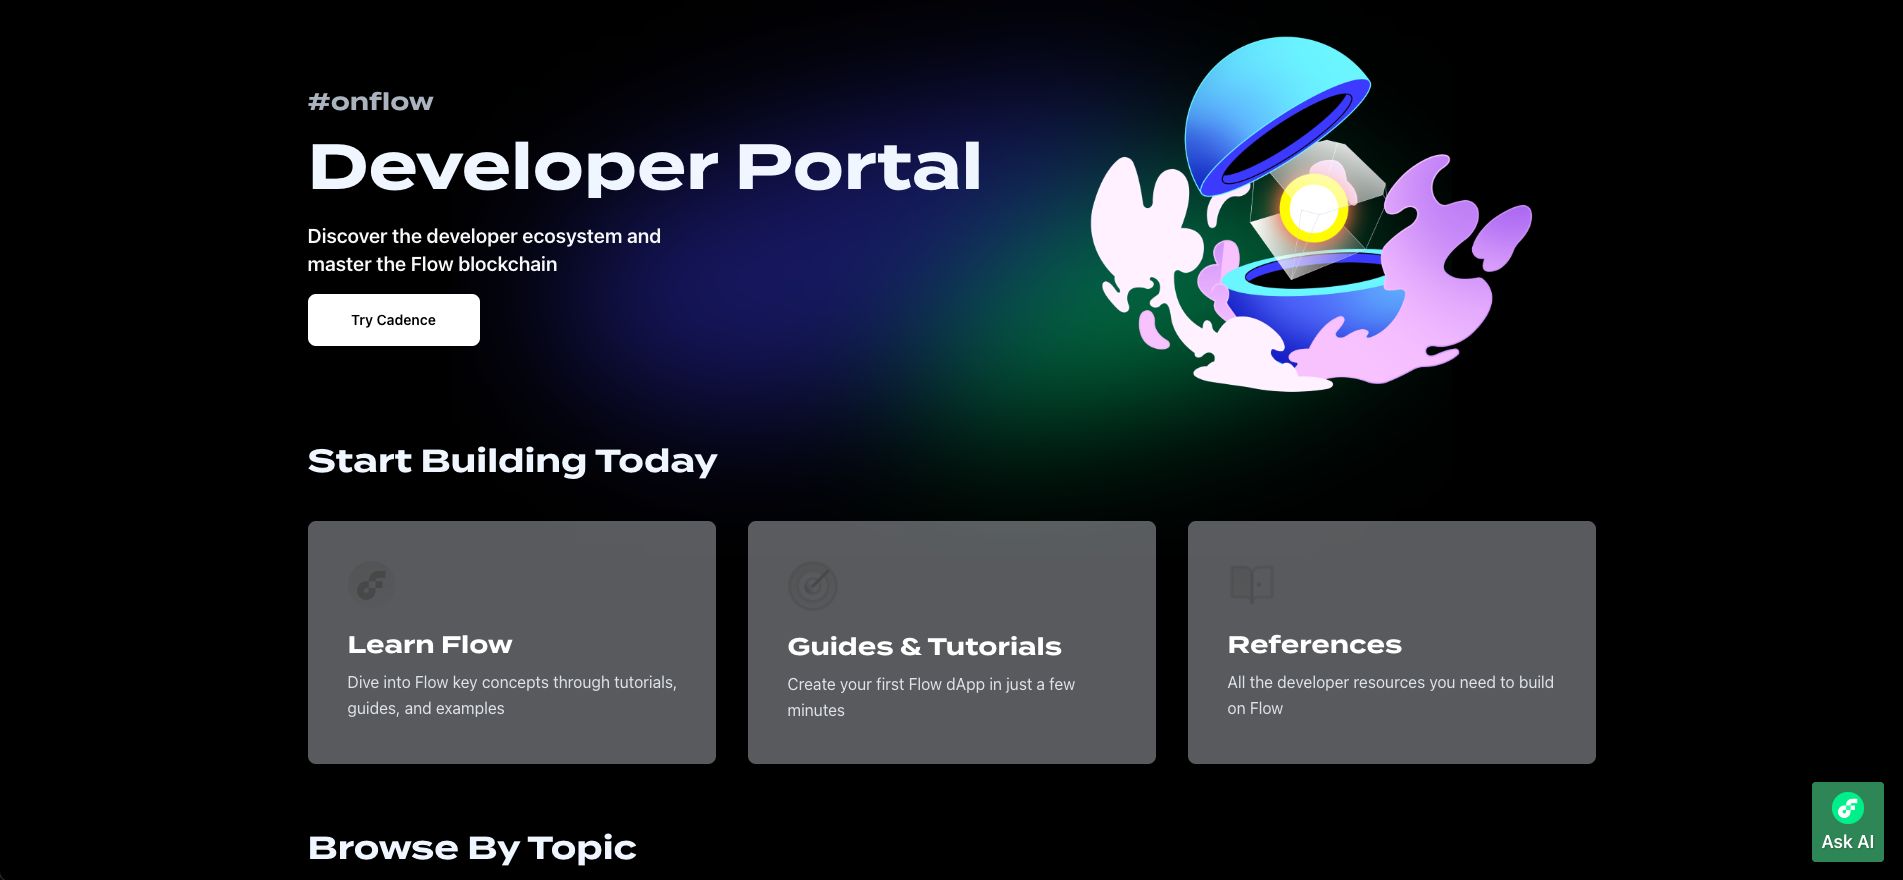 #onflow
Developer Portal
Discover the developer ecosystem and
master the Flow blockchain
Try Cadence
Start Building Today
Learn Flow
Dive into Flow key concepts through tutorials,
guides, and examples
Guides & Tutorials
Create your first Flow dApp in just a few
minutes
References
All the developer resources you need to build
on Flow
Browse By Topic
Ask AI